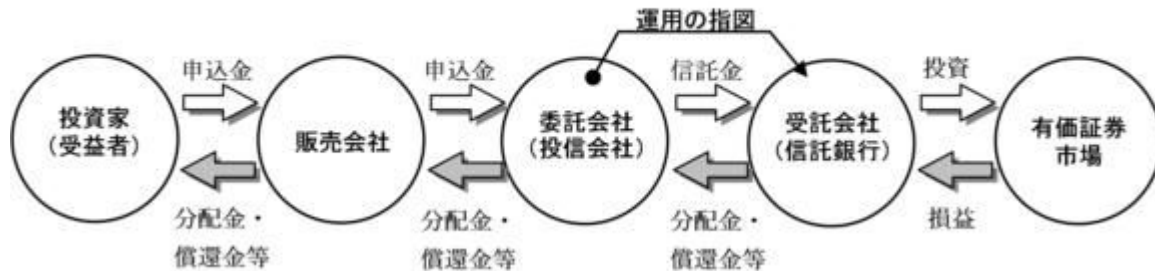 運用の指図
申込金
申込金
信託金
投資
投資家
（受益者）
販売会社
委託会社
（投信会社）
受託会社
（信託銀行）
有価証券
市場
分配金・
償還金等
分配金・
償還金等
分配金・
償還金等
損益